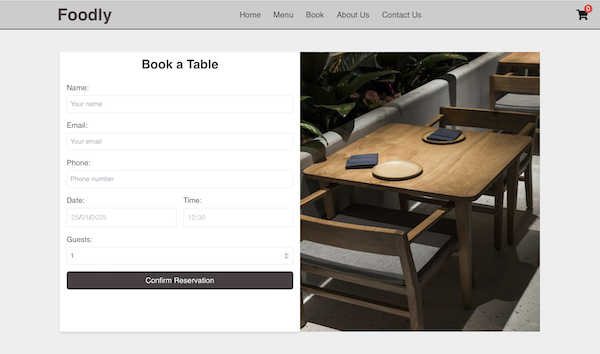 Foodly
Home Menu Book About Us Contact Us
0
Book a Table
Name:
Your name
Email:
Your email
Phone:
Phone number
Date: Time:
25/01/2025 12:30
Guests:
1
Confirm Reservation